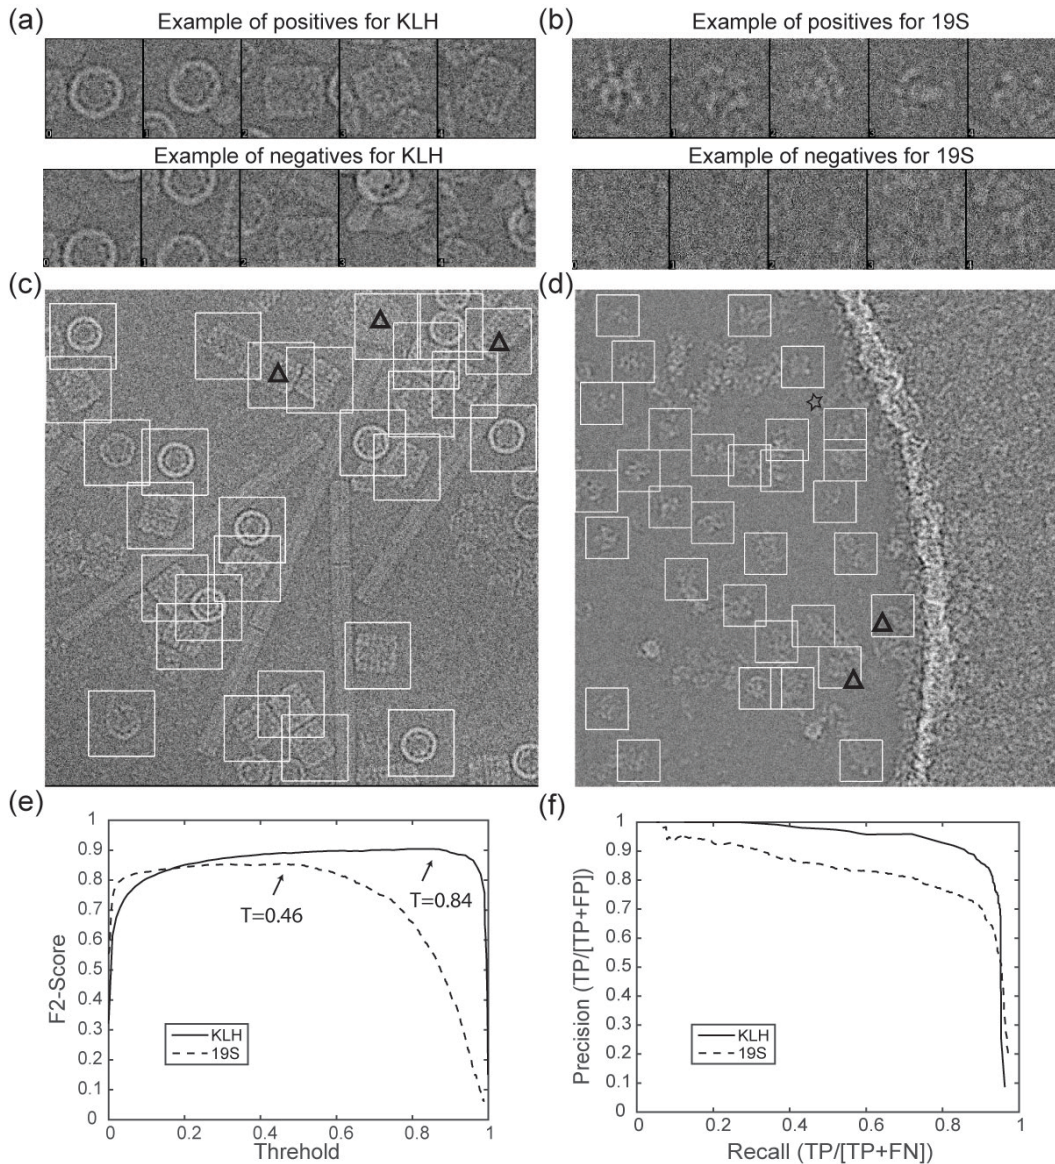 (a) Example of positives for KLH
0 1 2 3 4
Example of negatives for KLH
0 1 2 3 4
(b) Example of positives for 19S
0 1 2 3 4
Example of negatives for 19S
0 1 2 3 4
(c)
(d)
(e)
F2-Score
1
0.9
0.8
0.7
0.6
0.5
0.4
0.3
0.2
0.1
0
T=0.46
T=0.84
KLH
19S
0 0.2 0.4 0.6 0.8 1
Threhold
(f)
Precision (TP/[TP+FP])
1
0.9
0.8
0.7
0.6
0.5
0.4
0.3
0.2
0.1
0
KLH
19S
0 0.2 0.4 0.6 0.8 1
Recall (TP/[TP+FN])